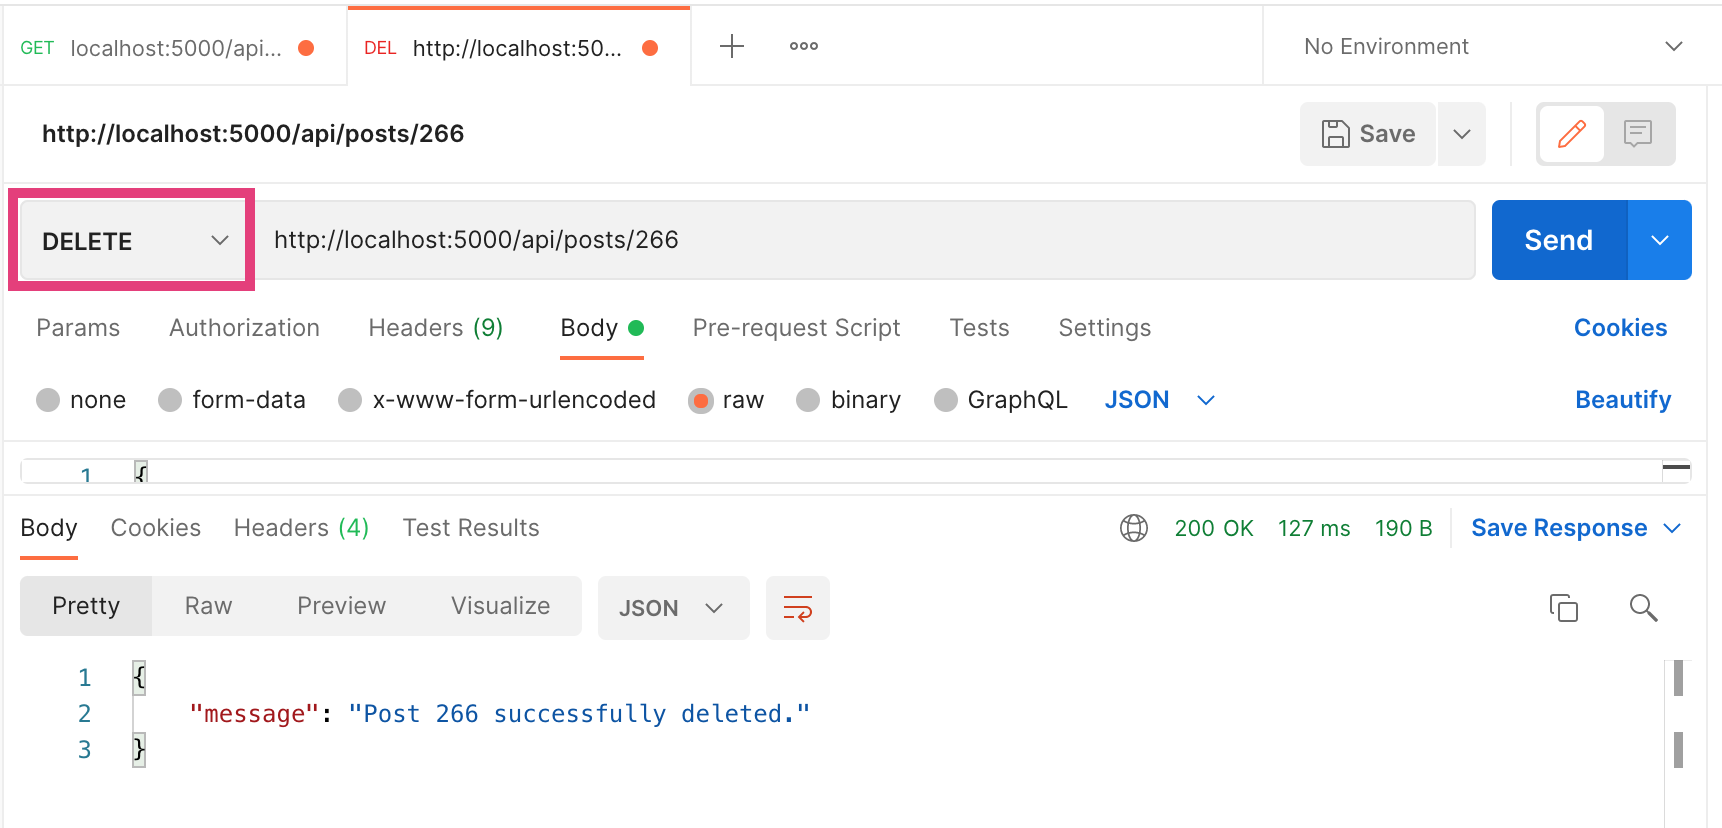 GET localhost:5000/api... DEL http://localhost:50... No Environment
http://localhost:5000/api/posts/266 Save
DELETE http://localhost:5000/api/posts/266 Send
Params Authorization Headers (9) Body Pre-request Script Tests Settings Cookies
none form-data x-www-form-urlencoded raw binary GraphQL JSON Beautify
1 {
Body Cookies Headers (4) Test Results 200 OK 127 ms 190 B Save Response
Pretty Raw Preview Visualize JSON
1 {
2 "message": "Post 266 successfully deleted."
3 }